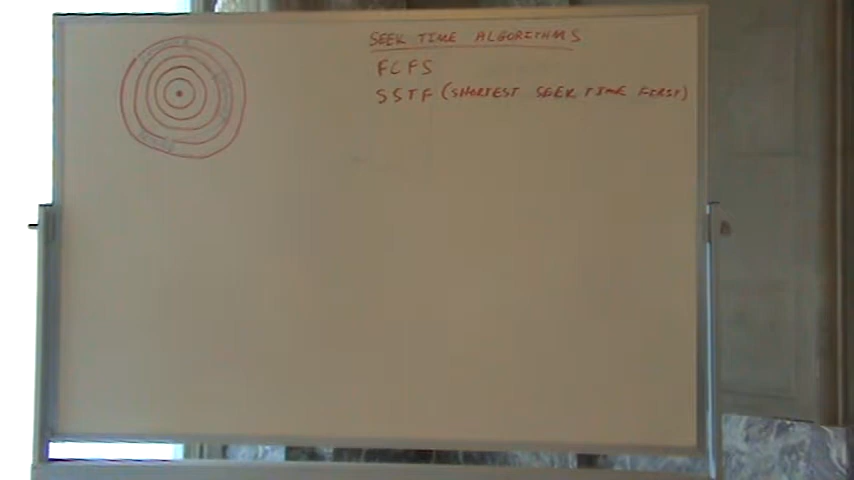 SEEK TIME ALGORITHMS
FCFS
SSTF (SHORTEST SEEK TIME FIRST)